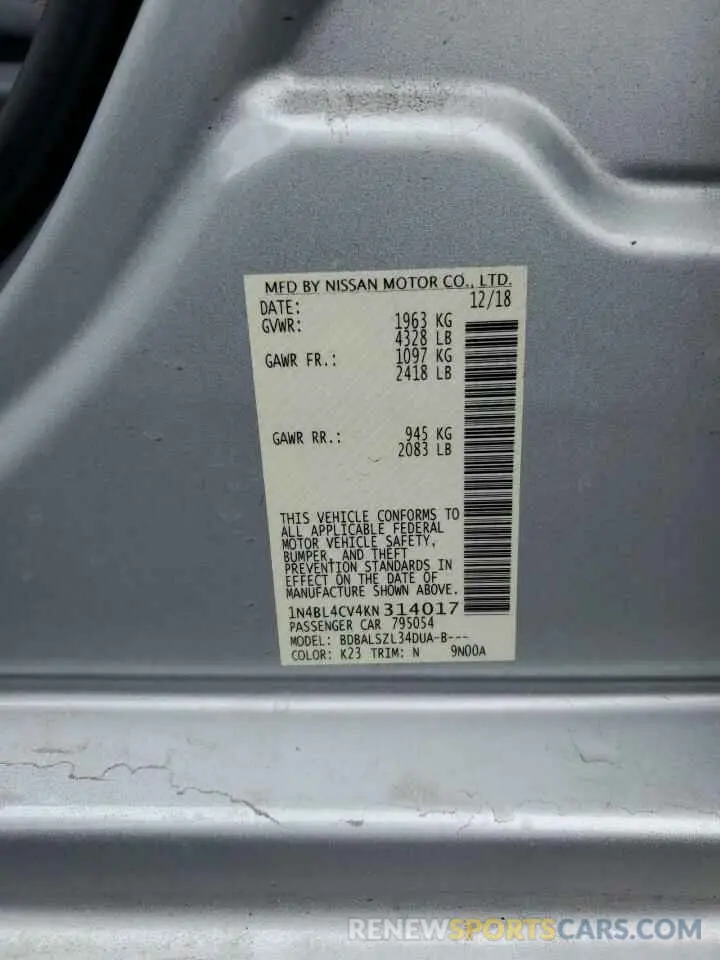 MFD BY NISSAN MOTOR CO., LTD.
DATE: 12/18
GVWR: 1963 KG
4328 LB
GAWR FR.: 1097 KG
2418 LB
GAWR RR.: 945 KG
2083 LB
THIS VEHICLE CONFORMS TO
ALL APPLICABLE FEDERAL
MOTOR VEHICLE SAFETY,
BUMPER, AND THEFT
PREVENTION STANDARDS IN
EFFECT ON THE DATE OF
MANUFACTURE SHOWN ABOVE.
1N4BL4CV4KN314017
PASSENGER CAR 795054
MODEL: BDBALSZL34DUA-B---
COLOR: K23 TRIM: N 9N00A
RENEWSPORTSCARS.COM